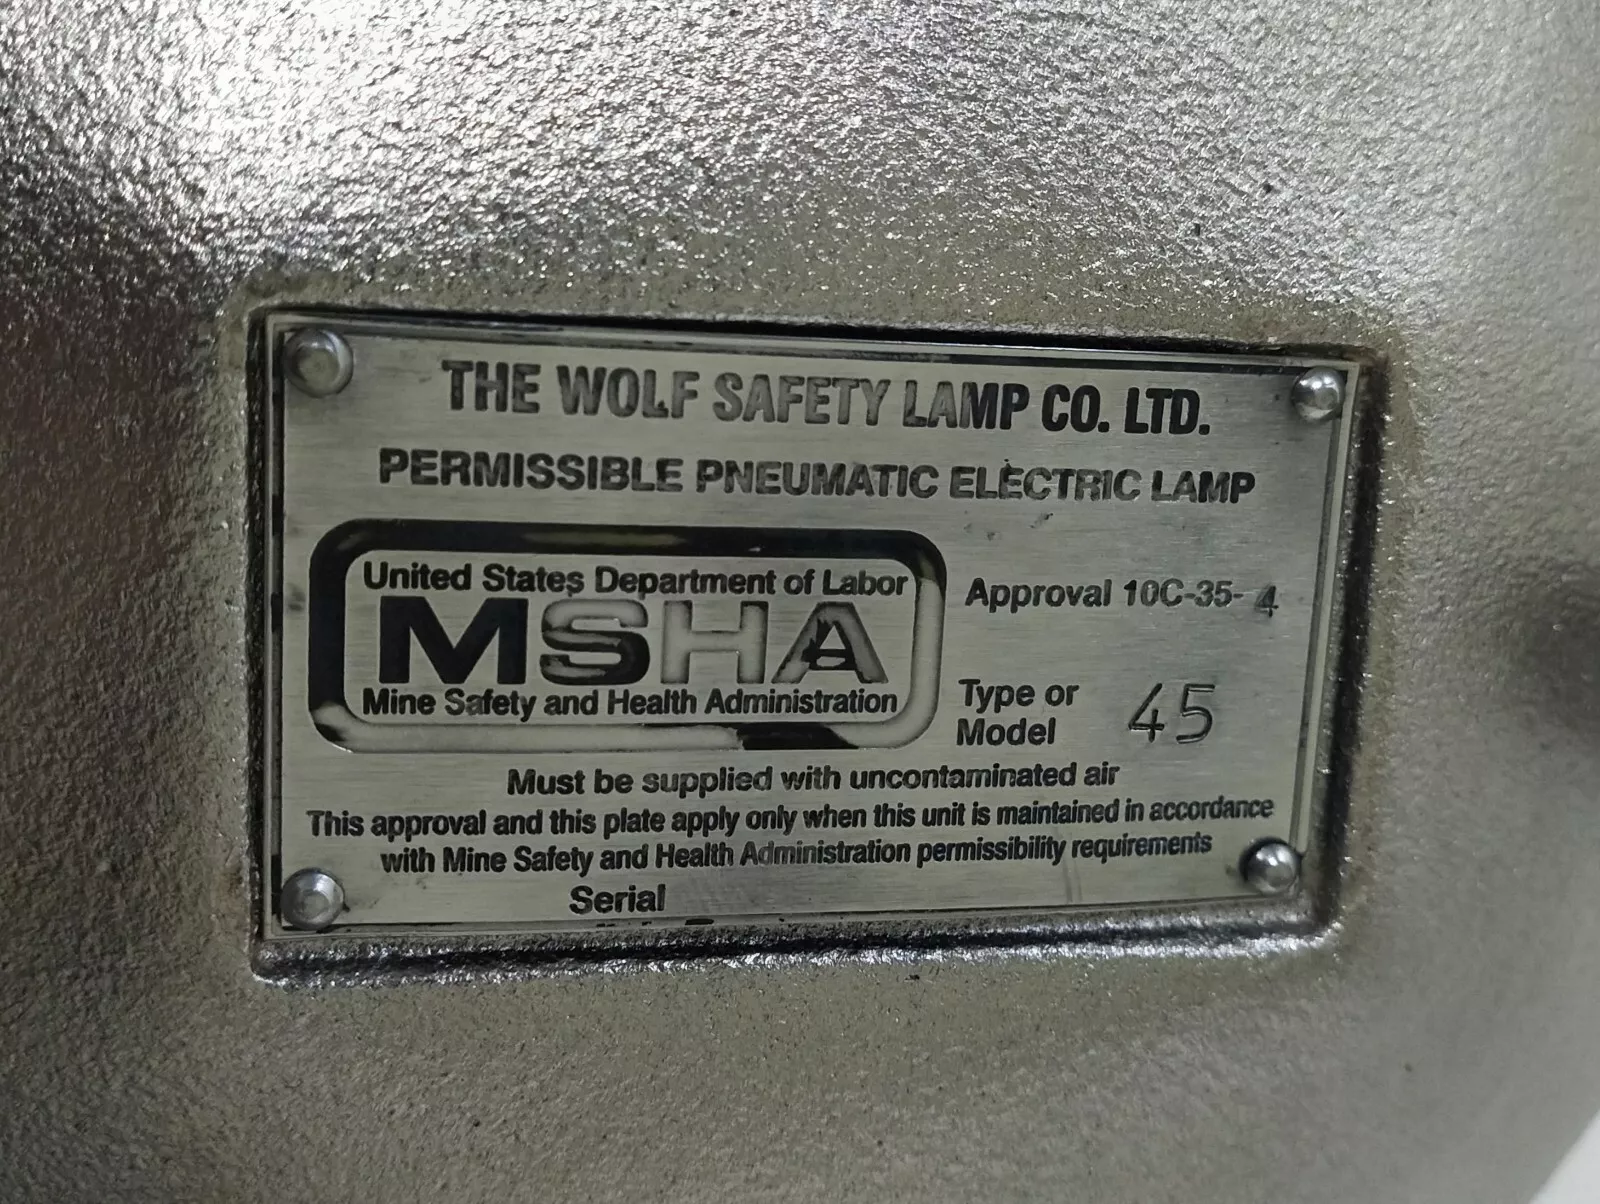 THE WOLF SAFETY LAMP CO. LTD.
PERMISSIBLE PNEUMATIC ELECTRIC LAMP
United States Department of Labor
MSHA
Mine Safety and Health Administration
Approval 10C-35-4
Type or
Model 45
Must be supplied with uncontaminated air
This approval and this plate apply only when this unit is maintained in accordance
with Mine Safety and Health Administration permissibility requirements
Serial